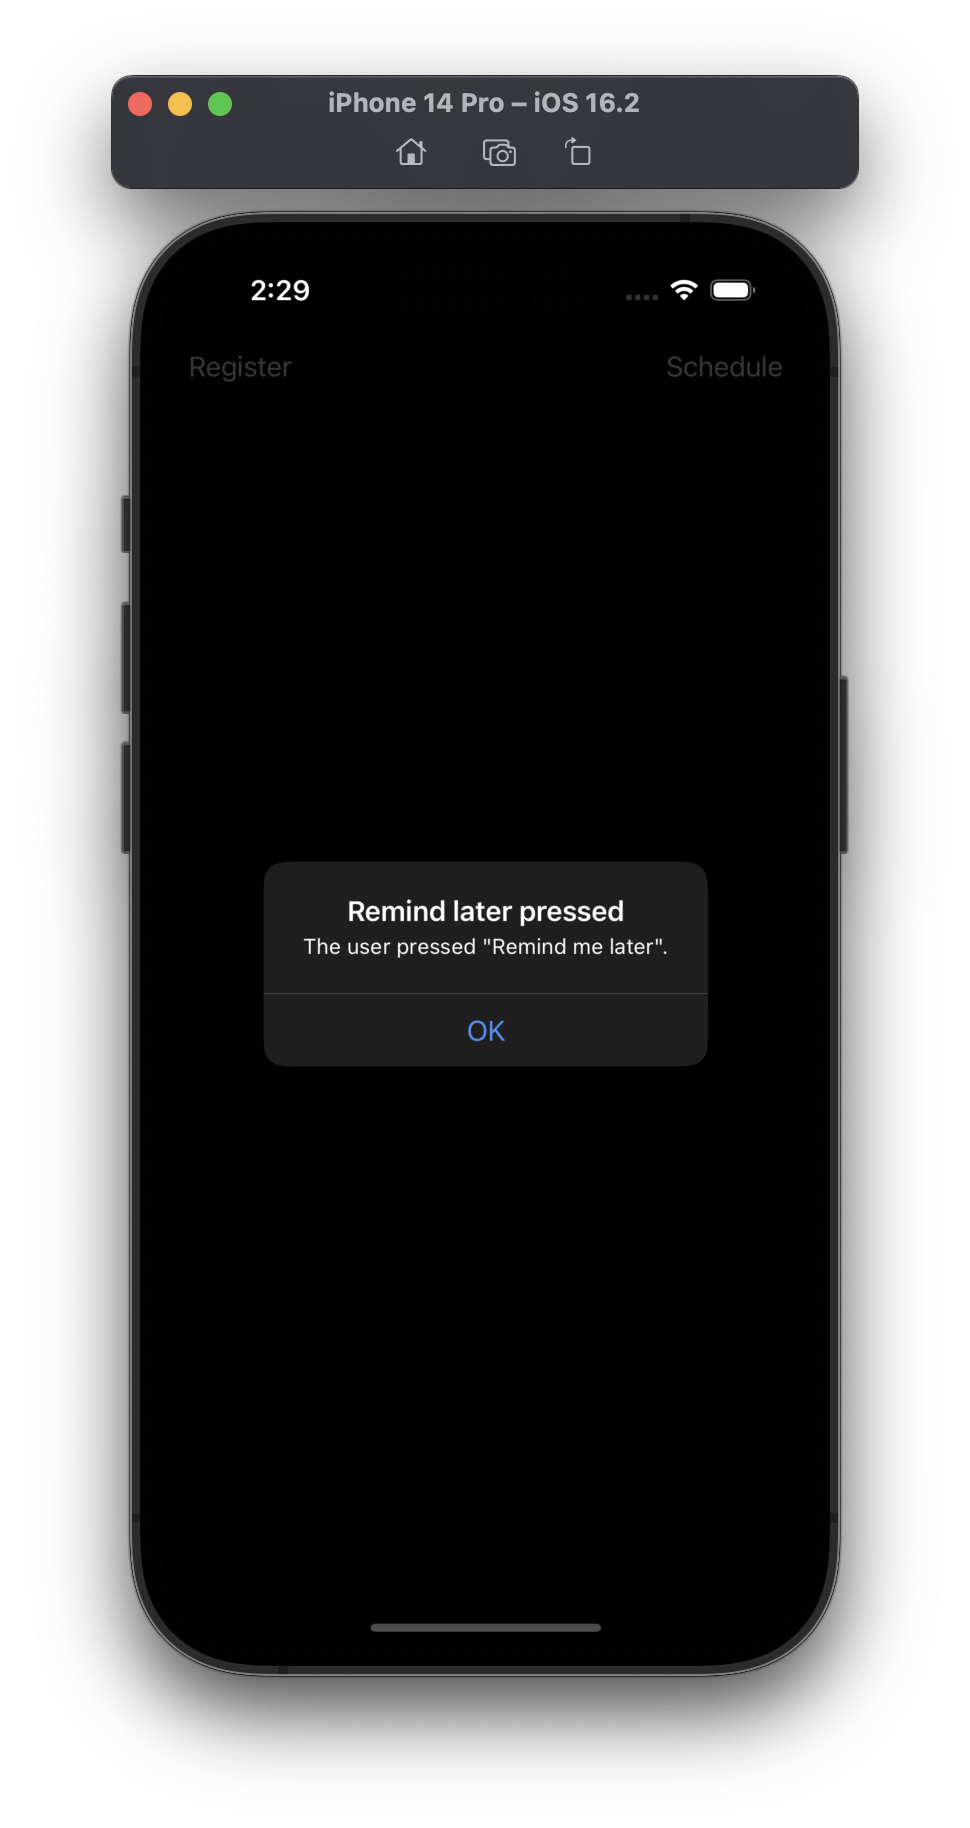 iPhone 14 Pro – iOS 16.2
2:29
Register Schedule
Remind later pressed
The user pressed "Remind me later".
OK